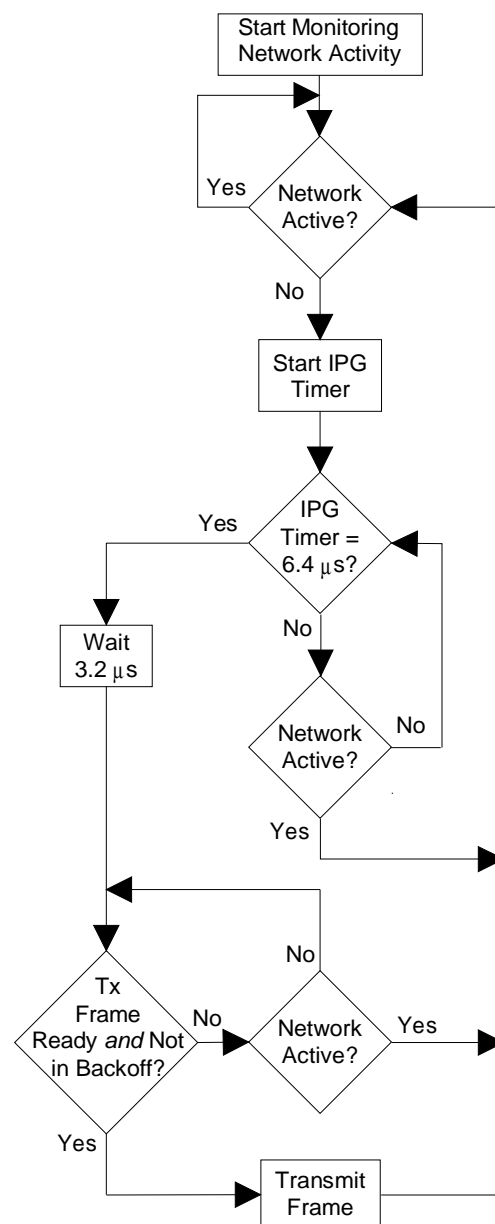 Start Monitoring
Network Activity
Yes
Network
Active?
No
Start IPG
Timer
Yes
IPG
Timer =
6.4 µs?
Wait
3.2 µs
No
Network
Active?
No
Yes
No
Tx
Frame
Ready and Not
in Backoff?
No
Network
Active?
Yes
Yes
Transmit
Frame